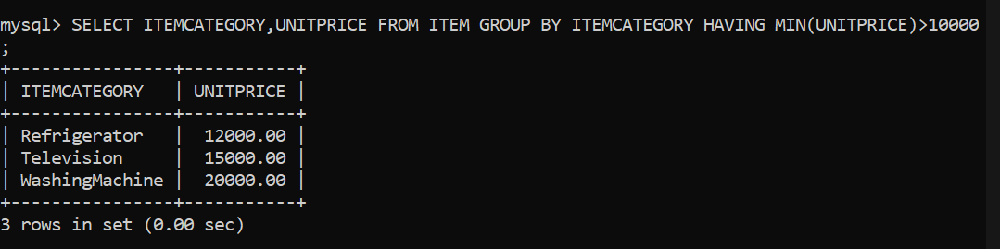 mysql> SELECT ITEMCATEGORY,UNITPRICE FROM ITEM GROUP BY ITEMCATEGORY HAVING MIN(UNITPRICE)>10000
;
+----------------+-----------+
| ITEMCATEGORY   | UNITPRICE |
+----------------+-----------+
| Refrigerator   |  12000.00 |
| Television     |  15000.00 |
| WashingMachine |  20000.00 |
+----------------+-----------+
3 rows in set (0.00 sec)